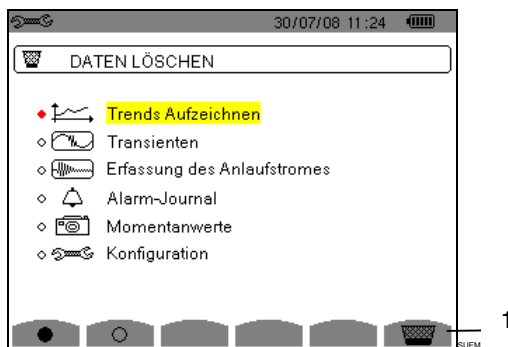 30/07/08 11:24
DATEN LÖSCHEN
Trends Aufzeichnen
Transienten
Erfassung des Anlaufstromes
Alarm-Journal
Momentanwerte
Konfiguration
1